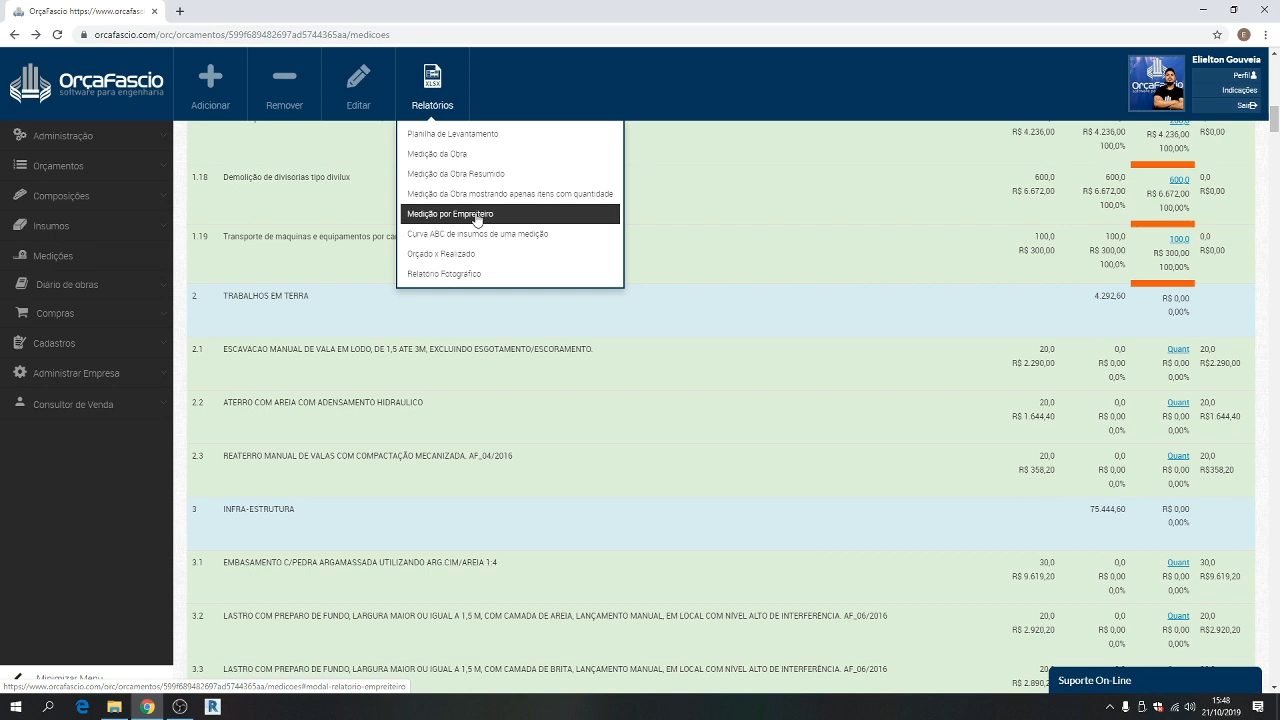 OrçaFascio https://www.orcafascio
orcafascio.com/orc/orcamentos/599f689482697ad5744365aa/medicoes
E
OrçaFascio
software para engenharia
Adicionar
Remover
Editar
XLSX
Relatórios
Elielton Gouveia
Perfil
Indicações
Sair
Administração
Orçamentos
Composições
Insumos
Medições
Diário de obras
Compras
Cadastros
Administrar Empresa
Consultor de Venda
Minimizar Menu
Planilha de Levantamento
Medição da Obra
Medição da Obra Resumido
Medição da Obra mostrando apenas itens com quantidade
Medição por Empreiteiro
Curva ABC de insumos de uma medição
Orçado x Realizado
Relatório Fotográfico
R$ 4.236,00 R$ 4.236,00 R$ 4.236,00 R$0,00
100,0% 100,00%
1.18 Demolição de divisórias tipo divilux 600,0 600,0 600,0 0,0
R$ 6.672,00 R$ 6.672,00 R$ 6.672,00 R$0,00
100,0% 100,00%
1.19 Transporte de máquinas e equipamentos por 100,0 100,0 100,0 0,0
R$ 300,00 R$ 300,00 R$ 300,00 R$0,00
100,0% 100,00%
2 TRABALHOS EM TERRA 4.292,60 R$ 0,00
0,00%
2.1 ESCAVACAO MANUAL DE VALA EM LODO, DE 1,5 ATE 3M, EXCLUINDO ESGOTAMENTO/ESCORAMENTO. 20,0 0,0 Quant 20,0
R$ 2.290,00 R$ 0,00 R$ 0,00 R$2.290,00
0,0% 0,00%
2.2 ATERRO COM AREIA COM ADENSAMENTO HIDRAULICO 20,0 0,0 Quant 20,0
R$ 1.644,40 R$ 0,00 R$ 0,00 R$1.644,40
0,0% 0,00%
2.3 REATERRO MANUAL DE VALAS COM COMPACTAÇÃO MECANIZADA. AF_04/2016 20,0 0,0 Quant 20,0
R$ 358,20 R$ 0,00 R$ 0,00 R$358,20
0,0% 0,00%
3 INFRA-ESTRUTURA 75.444,60 R$ 0,00
0,00%
3.1 EMBASAMENTO C/PEDRA ARGAMASSADA UTILIZANDO ARG.CIM/AREIA 1:4 30,0 0,0 Quant 30,0
R$ 9.619,20 R$ 0,00 R$ 0,00 R$9.619,20
0,0% 0,00%
3.2 LASTRO COM PREPARO DE FUNDO, LARGURA MAIOR OU IGUAL A 1,5 M, COM CAMADA DE AREIA, LANÇAMENTO MANUAL, EM LOCAL COM NÍVEL ALTO DE INTERFERÊNCIA. AF_06/2016 20,0 0,0 Quant 20,0
R$ 2.920,20 R$ 0,00 R$ 0,00 R$2.920,20
0,0% 0,00%
3.3 LASTRO COM PREPARO DE FUNDO, LARGURA MAIOR OU IGUAL A 1,5 M, COM CAMADA DE BRITA, LANÇAMENTO MANUAL, EM LOCAL COM NÍVEL ALTO DE INTERFERÊNCIA. AF_06/2016
R$ 2.890,
Suporte On-Line
https://www.orcafascio.com/orc/orcamentos/599f689482697ad5744365aa/medicoes#modal-relatorio-empreiteiro
15:48
21/10/2019